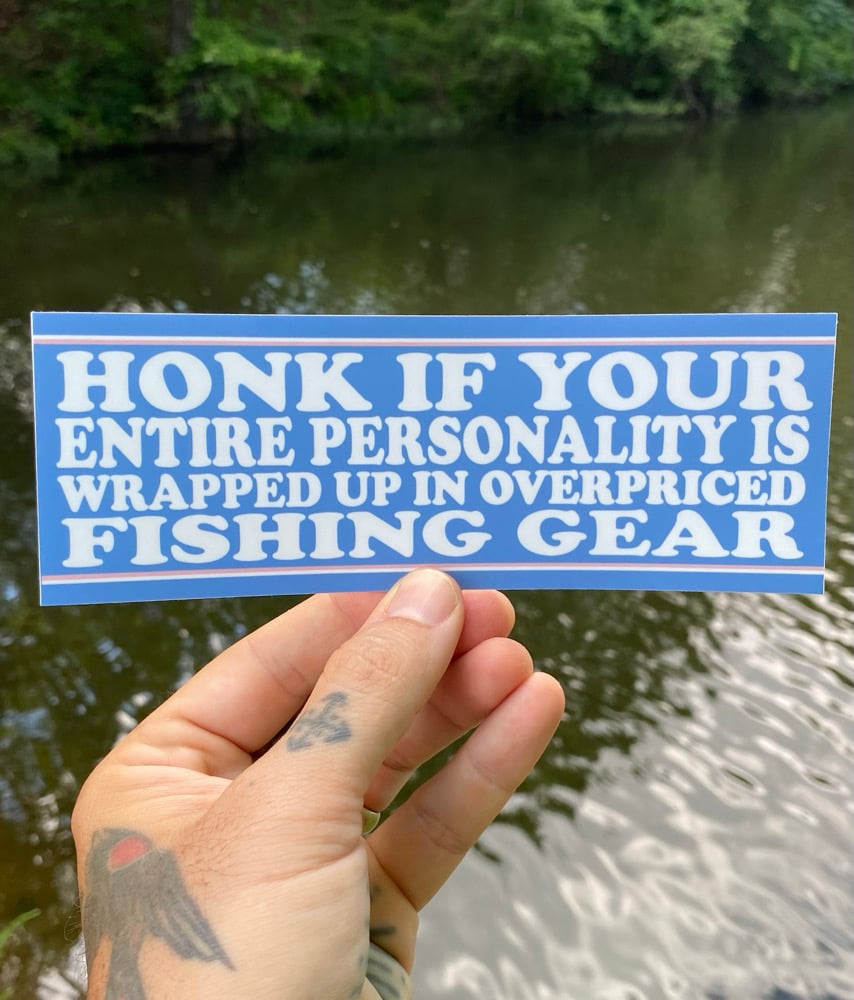 HONK IF YOUR
ENTIRE PERSONALITY IS
WRAPPED UP IN OVERPRICED
FISHING GEAR